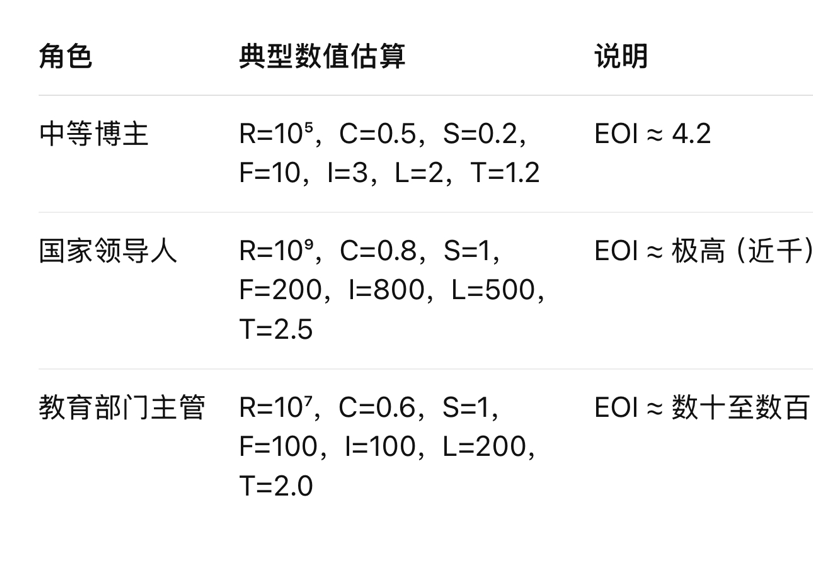 角色 典型数值估算 说明
中等博主 R=10⁵，C=0.5，S=0.2， EOI ≈ 4.2
F=10，I=3，L=2，T=1.2
国家领导人 R=10⁹，C=0.8，S=1， EOI ≈ 极高（近千）
F=200，I=800，L=500，
T=2.5
教育部门主管 R=10⁷，C=0.6，S=1， EOI ≈ 数十至数百
F=100，I=100，L=200，
T=2.0